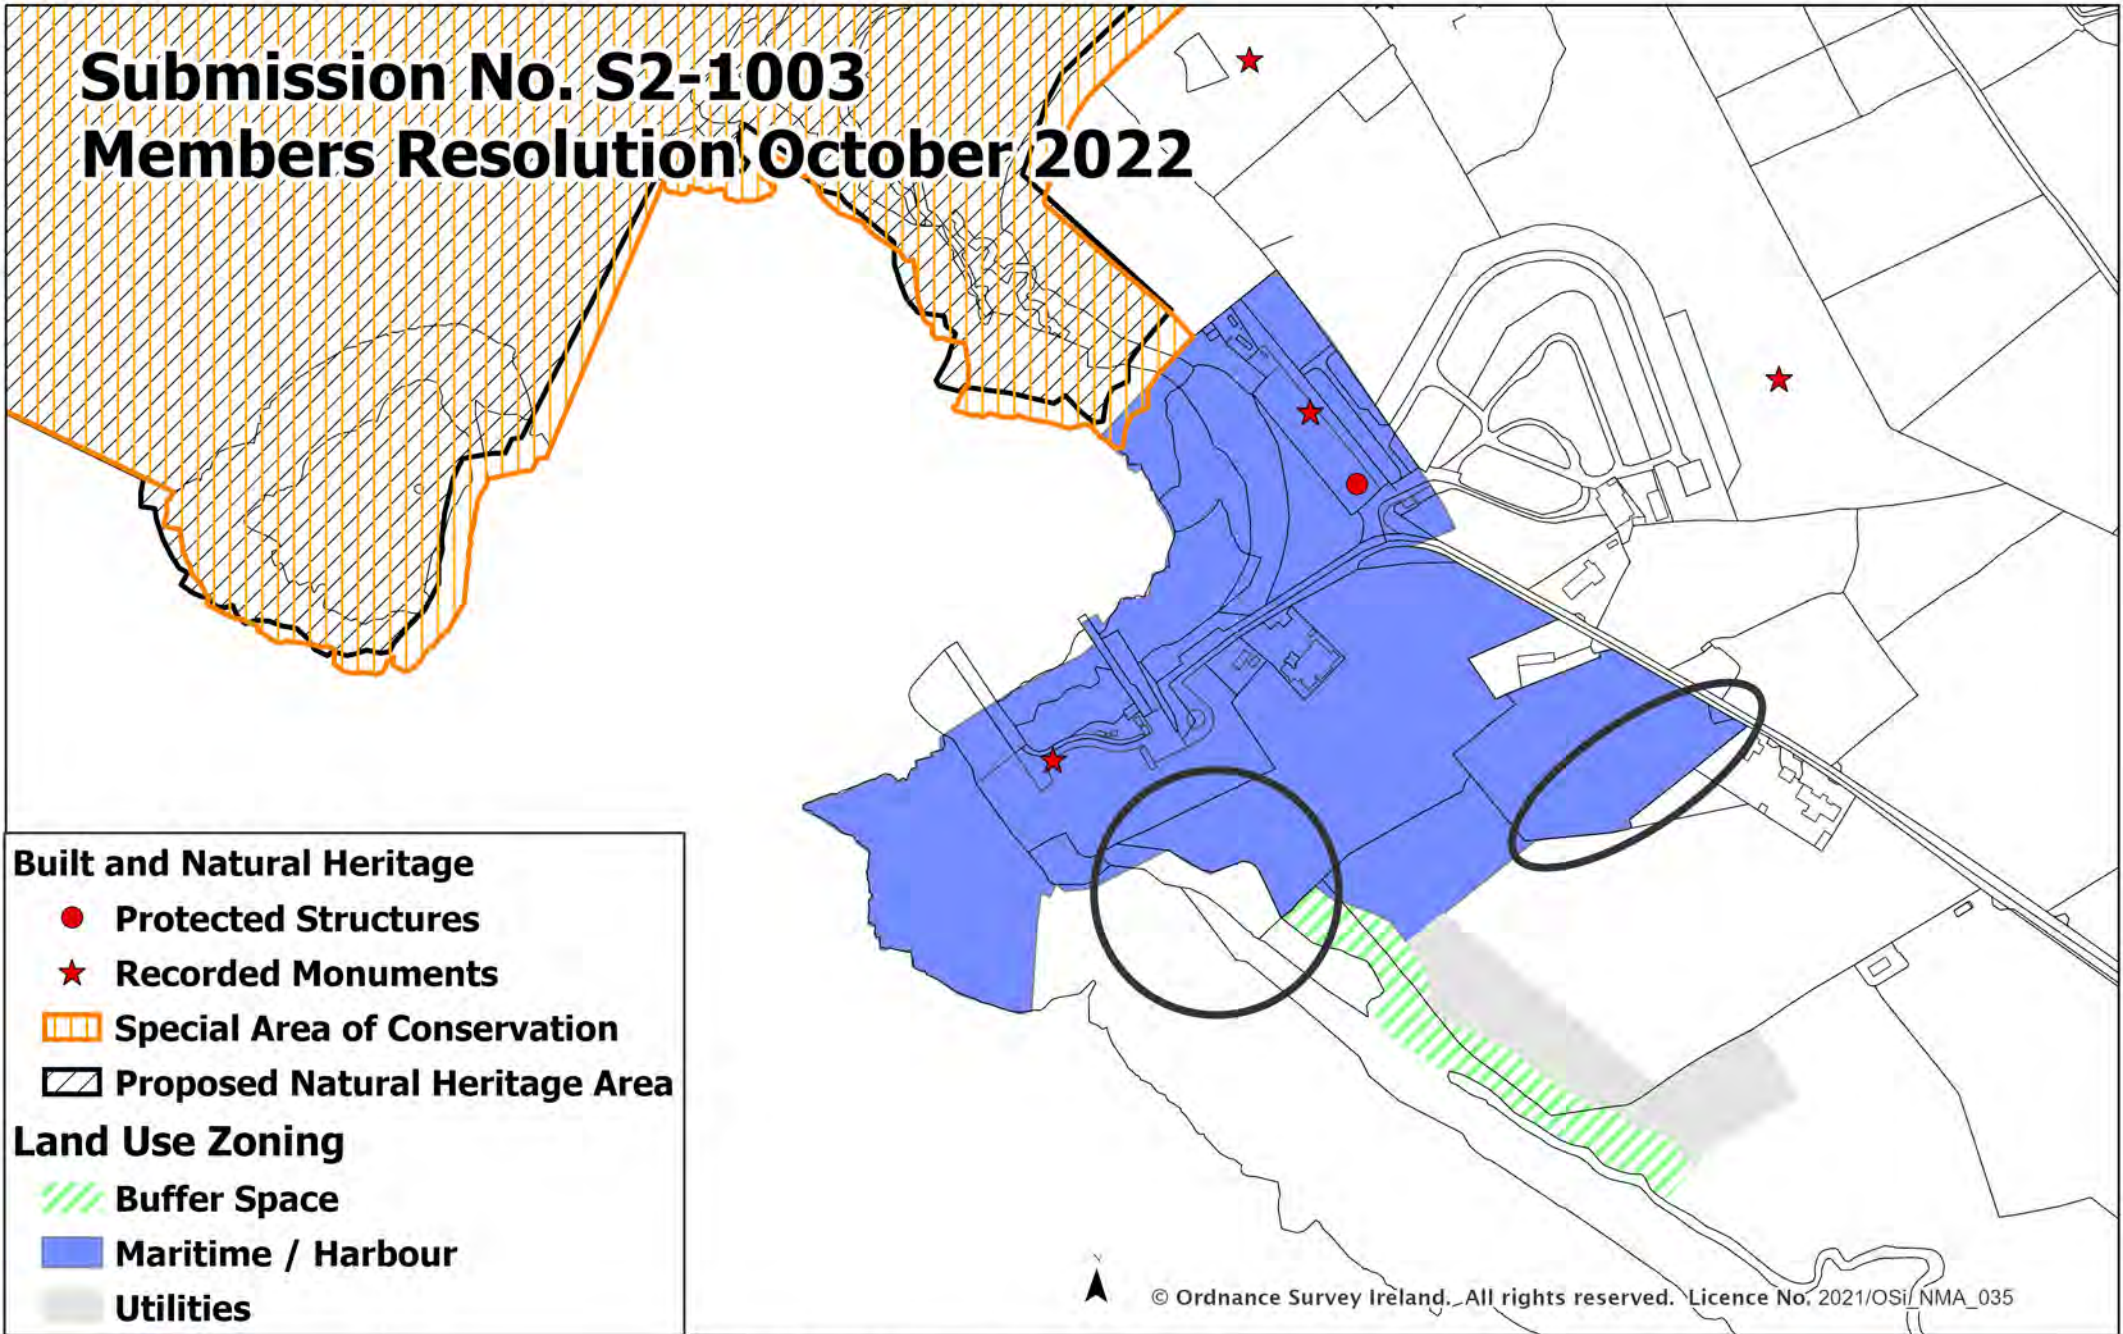 Submission No. S2-1003
Members Resolution October 2022
Built and Natural Heritage
Protected Structures
Recorded Monuments
Special Area of Conservation
Proposed Natural Heritage Area
Land Use Zoning
Buffer Space
Maritime / Harbour
Utilities
N
© Ordnance Survey Ireland. All rights reserved. Licence No. 2021/OSi_NMA_035